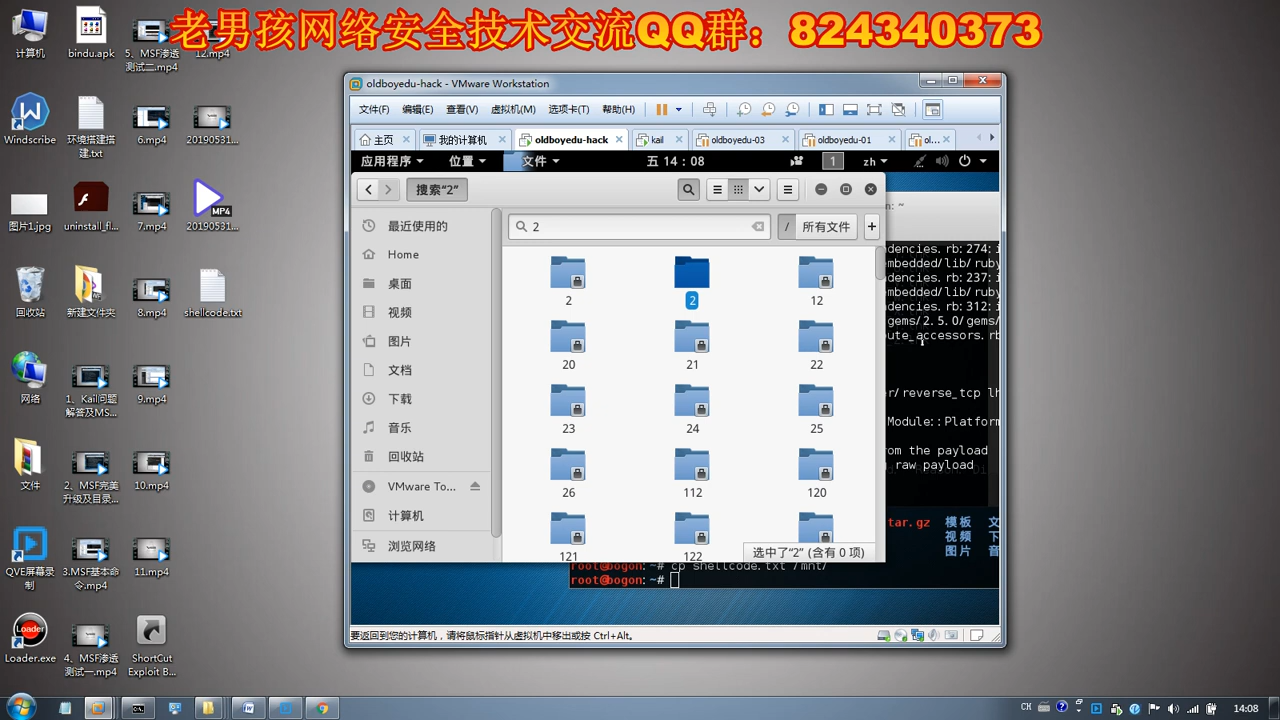 老男孩网络安全技术交流QQ群：824340373
计算机
bindu.apk
5、MSF渗透
测试二.mp4
12.mp4
Windscribe
环境搭建搭
建.txt
6.mp4
20190531...
图片1.jpg
uninstall_fl...
7.mp4
20190531...
回收站
新建文件夹
8.mp4
shellcode.txt
网络
1、Kail问题
解答及MS...
9.mp4
文件
2、MSF完美
升级及目录...
10.mp4
QVE屏幕录
制
3.MSF基本命
令.mp4
11.mp4
Loader.exe
4、MSF渗透
测试一.mp4
ShortCut
Exploit B...
oldboyedu-hack - VMware Workstation
文件(F) 编辑(E) 查看(V) 虚拟机(M) 选项卡(T) 帮助(H)
主页 我的计算机 oldboyedu-hack kail oldboyedu-03 oldboyedu-01 ol...
应用程序 位置 文件 五 14：08 1 zh
搜索“2”
2
/ 所有文件
最近使用的
Home
桌面
视频
图片
文档
下载
音乐
回收站
VMware To...
计算机
浏览网络
2 2 12
20 21 22
23 24 25
26 112 120
121 122
选中了“2” (含有 0 项)
n: ~
ndencies.rb:274:i
embedded/lib/ruby
ndencies.rb:237:i
embedded/lib/ruby
ndencies.rb:312:i
gems/2.5.0/gems/
oute_accessors.rb
er/reverse_tcp lh
Module::Platform
rom the payload
raw payload
tar.gz 模板 文
视频 下
图片 音
root@bogon:~# cp shellcode.txt /mnt/
root@bogon:~#
要返回到您的计算机，请将鼠标指针从虚拟机中移出或按 Ctrl+Alt。
CH 14:08